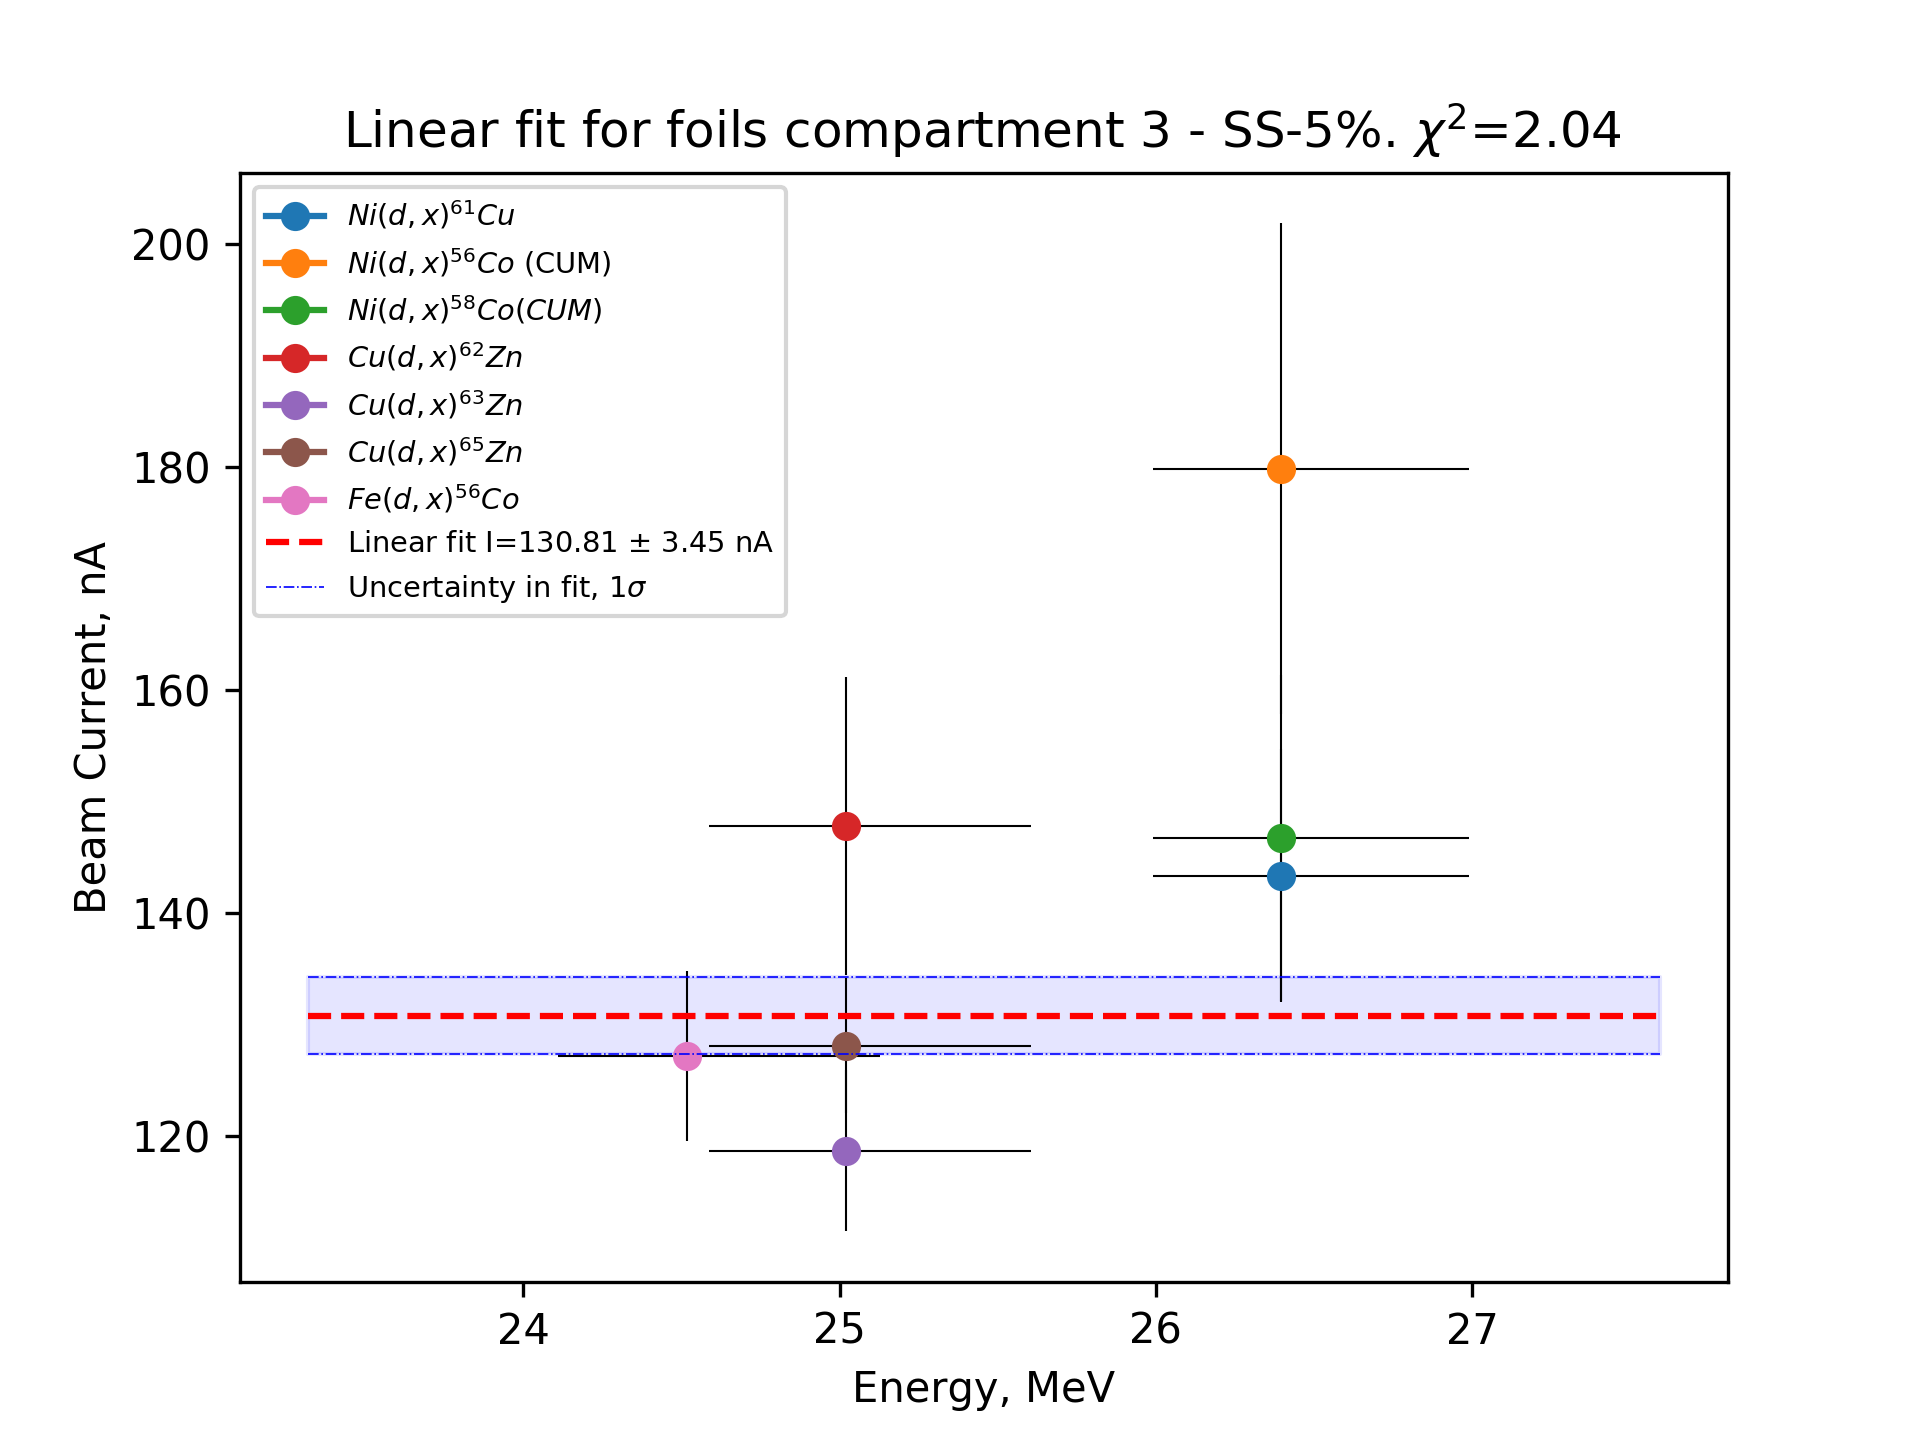 Linear fit for foils compartment 3 - SS-5%. χ²=2.04
Ni(d, x)⁶¹Cu
Ni(d, x)⁵⁶Co (CUM)
Ni(d, x)⁵⁸Co(CUM)
Cu(d, x)⁶²Zn
Cu(d, x)⁶³Zn
Cu(d, x)⁶⁵Zn
Fe(d, x)⁵⁶Co
Linear fit I=130.81 ± 3.45 nA
Uncertainty in fit, 1σ
Beam Current, nA
200
180
160
140
120
24 25 26 27
Energy, MeV